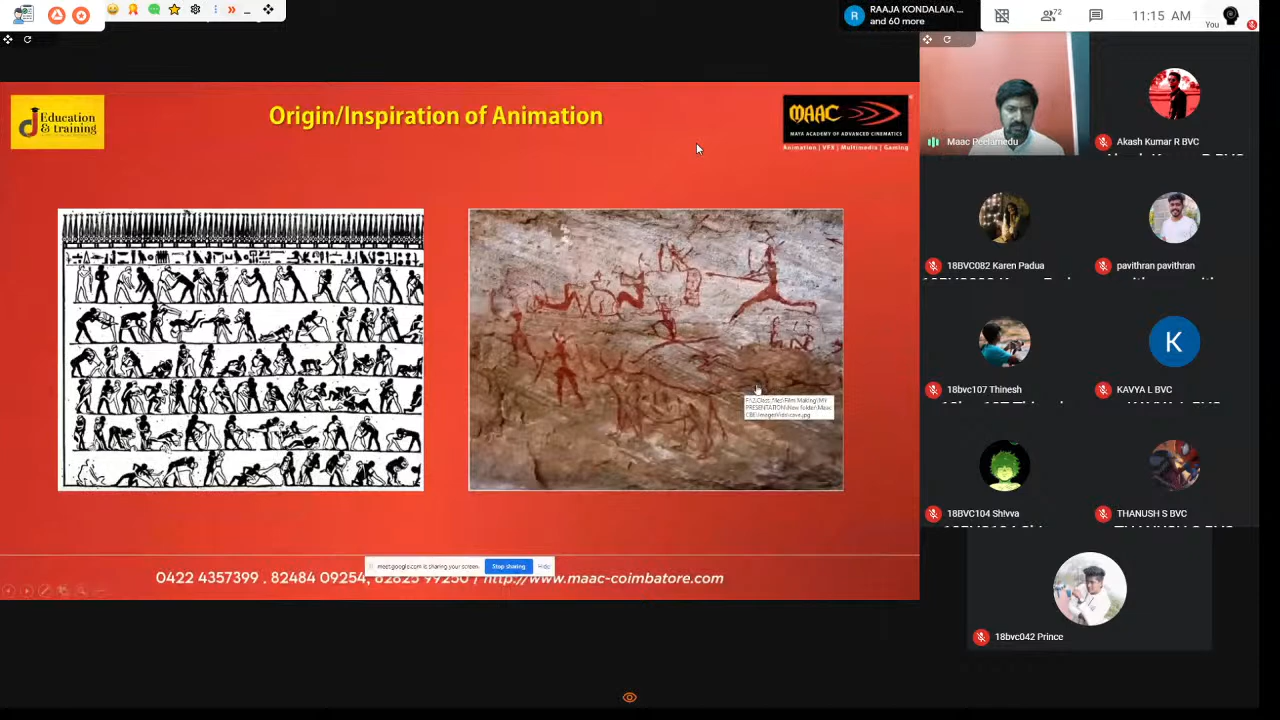 RAAJA KONDALAIA ...
and 60 more
72
11:15 AM
You
Education
& training
Origin/Inspiration of Animation
MAAC
MAYA ACADEMY OF ADVANCED CINEMATICS
Animation | VFX | Multimedia | Gaming
Maac Peelamedu
Akash Kumar R BVC
18BVC082 Karen Padua
pavithran pavithran
18bvc107 Thinesh
K
KAVYA L BVC
18BVC104 Shivva
THANUSH S BVC
18bvc042 Prince
meet.google.com is sharing your screen.
Stop sharing
Hide
0422 4357399 , 82484 09254, 82825 99250 | http://www.maac-coimbatore.com